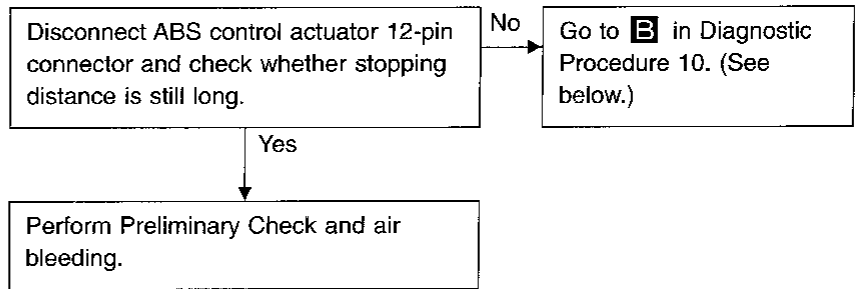 Disconnect ABS control actuator 12-pin
connector and check whether stopping
distance is still long.
No
Go to B in Diagnostic
Procedure 10. (See
below.)
Yes
Perform Preliminary Check and air
bleeding.